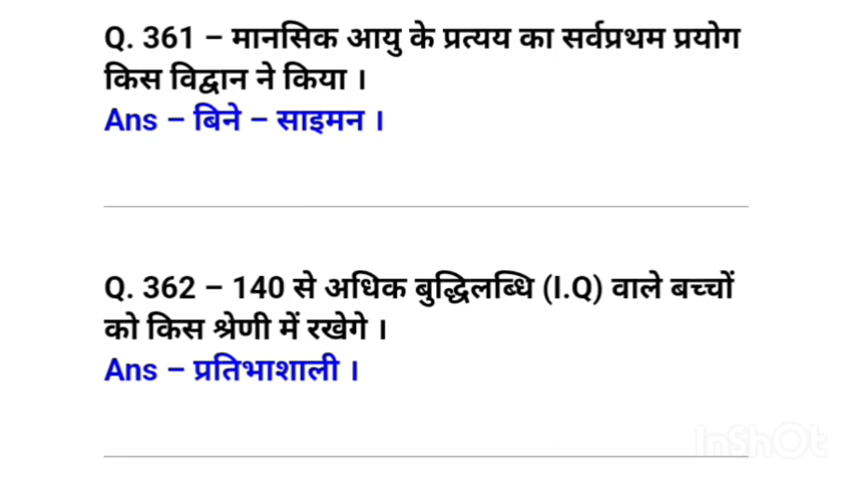 Q. 361 – मानसिक आयु के प्रत्यय का सर्वप्रथम प्रयोग
किस विद्वान ने किया ।
Ans – बिने – साइमन ।
Q. 362 – 140 से अधिक बुद्धिलब्धि (I.Q) वाले बच्चों
को किस श्रेणी में रखेगे ।
Ans – प्रतिभाशाली ।
InShOt